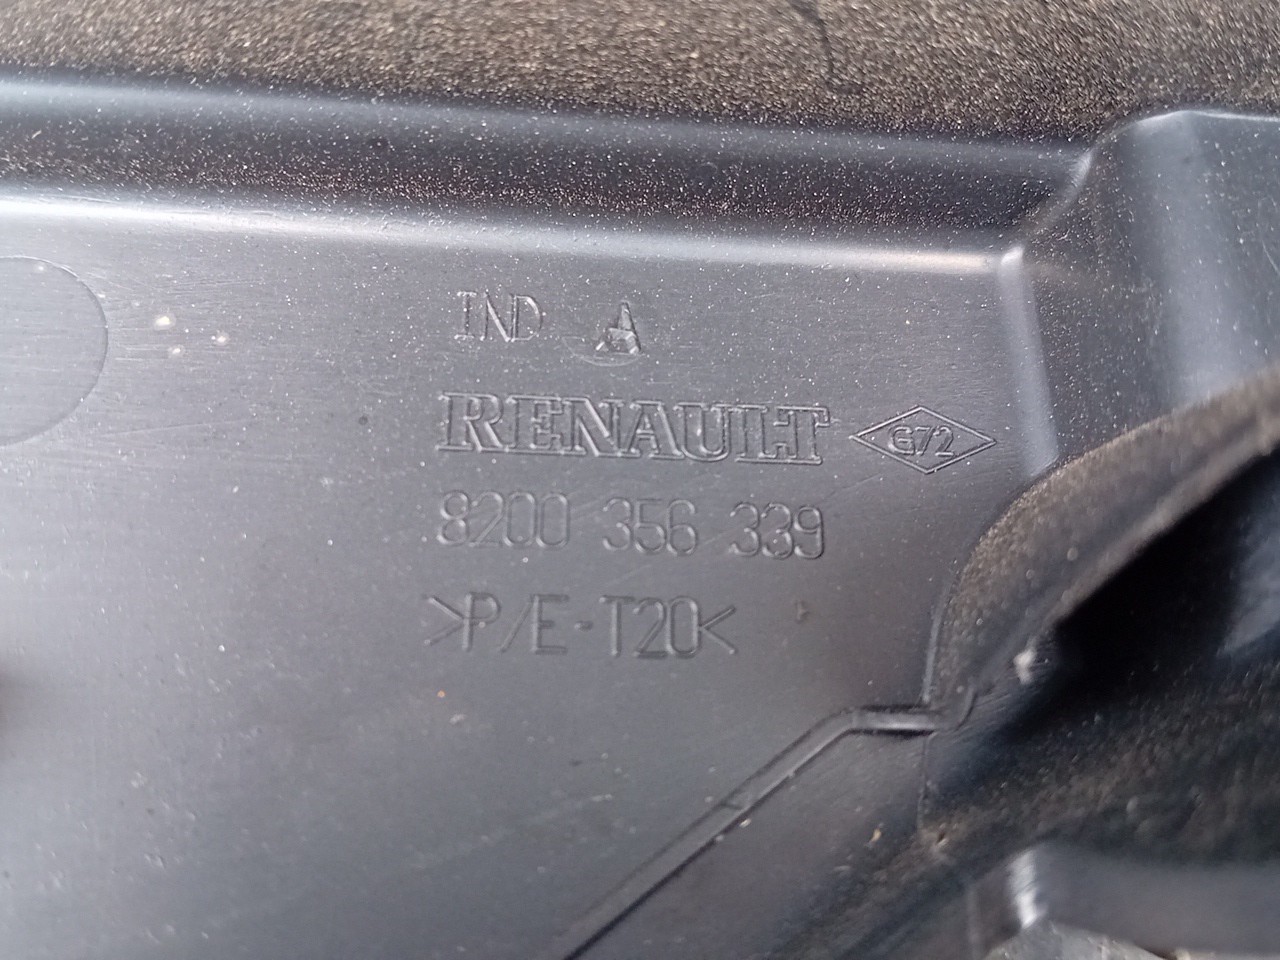 IND A
RENAULT G72
8200 356 339
>P/E-T20<